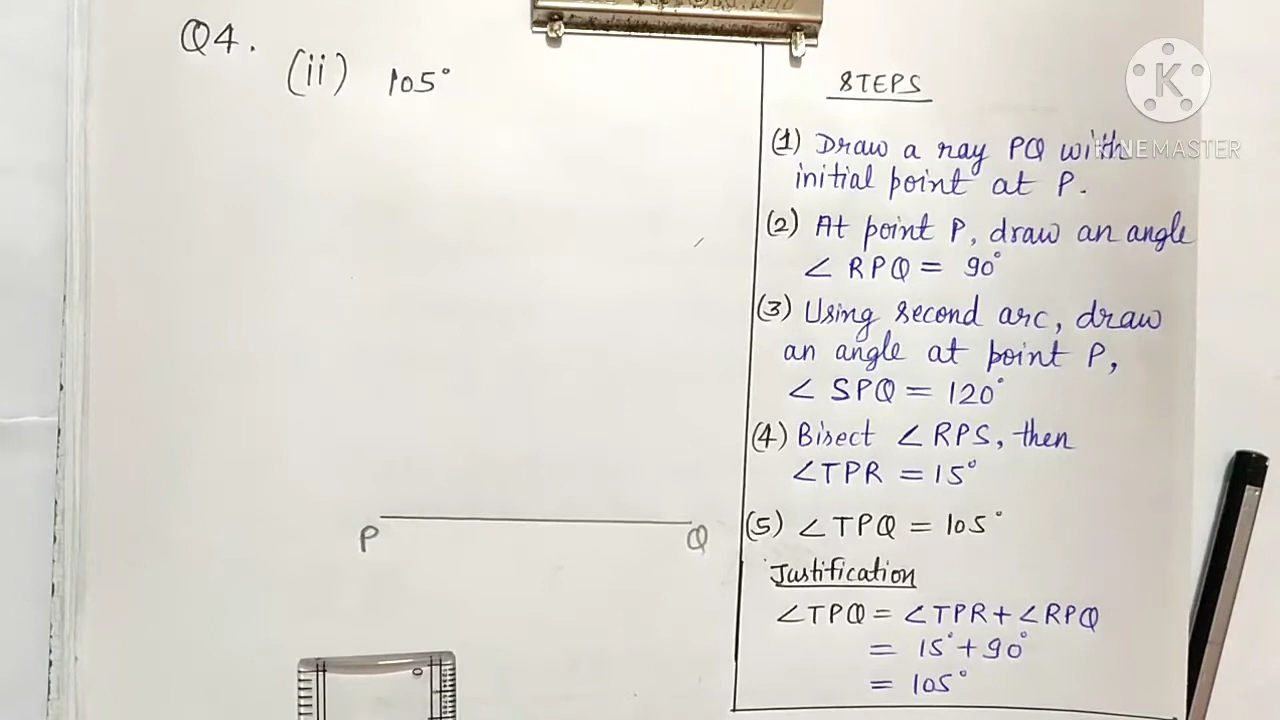 Q4.
(ii) 105°
STEPS
(1) Draw a ray PQ with
initial point at P.
(2) At point P, draw an angle
∠ RPQ = 90°
(3) Using second arc, draw
an angle at point P,
∠ SPQ = 120°
(4) Bisect ∠RPS, then
∠TPR = 15°
(5) ∠TPQ = 105°
Justification
∠TPQ = ∠TPR + ∠RPQ
= 15° + 90°
= 105°
P
Q
0
K
KINEMASTER